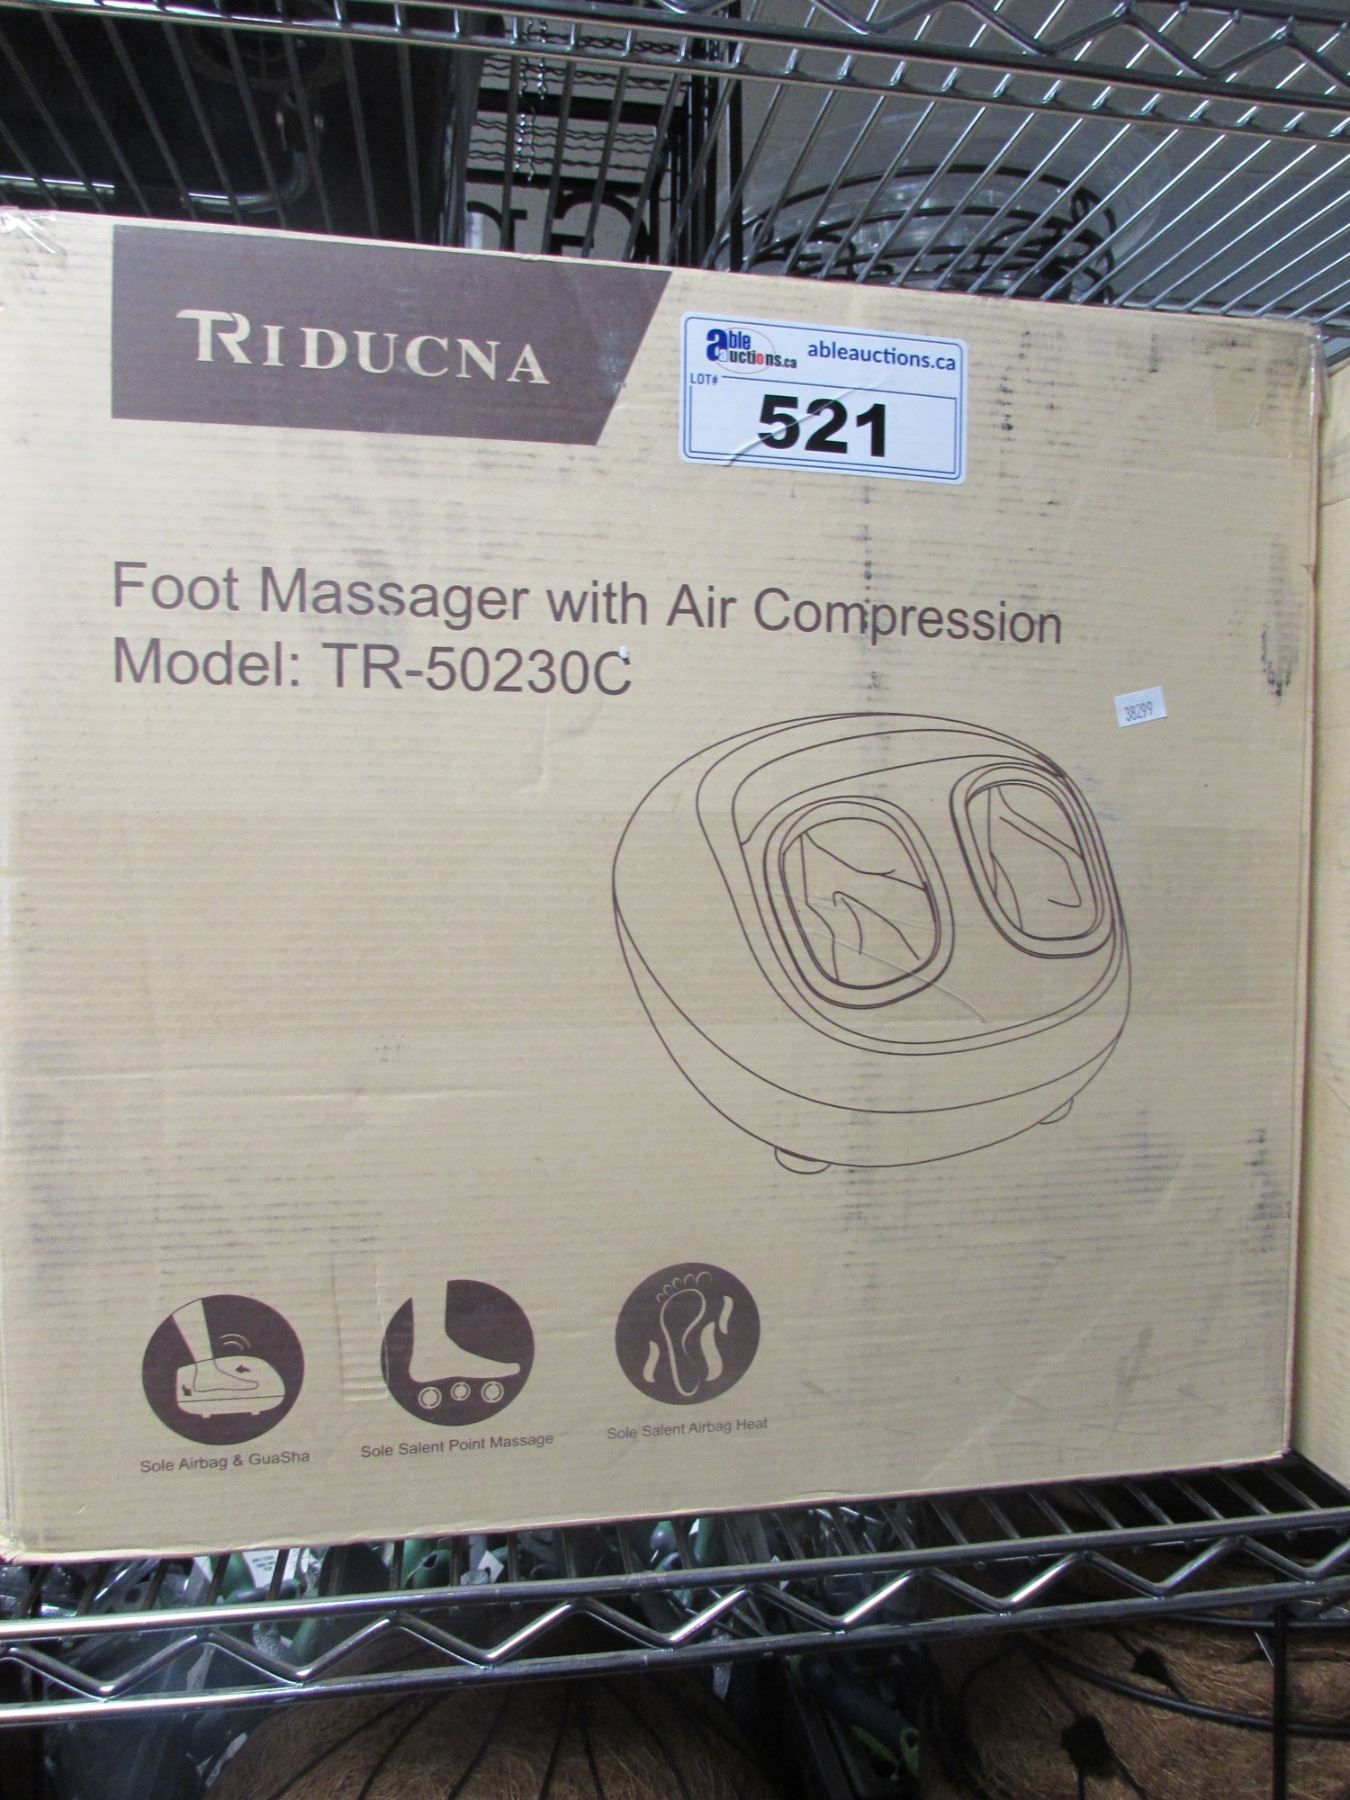 TRIDUCNA
able auctions.ca
ableauctions.ca
LOT#
521
Foot Massager with Air Compression
Model: TR-50230C
38299
Sole Airbag & GuaSha
Sole Salent Point Massage
Sole Salent Airbag Heat